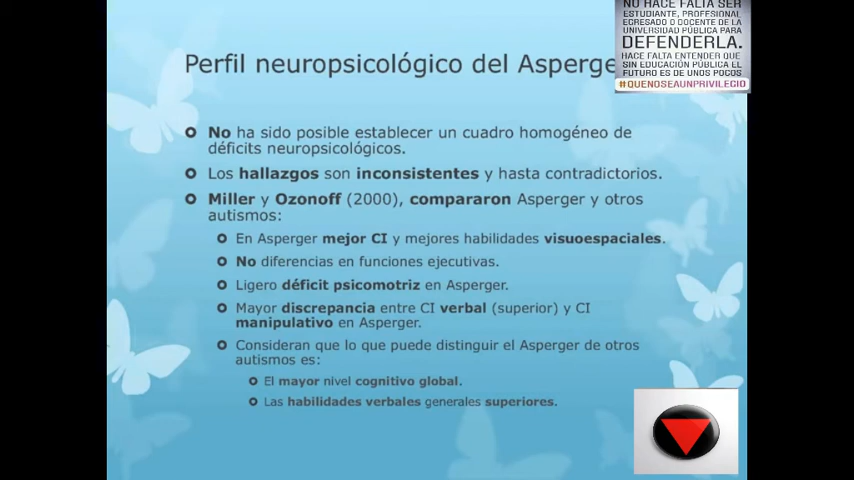 NO HACE FALTA SER
ESTUDIANTE, PROFESIONAL
EGRESADO O DOCENTE DE LA
UNIVERSIDAD PÚBLICA PARA
DEFENDERLA.
HACE FALTA ENTENDER QUE
SIN EDUCACIÓN PÚBLICA EL
FUTURO ES DE UNOS POCOS
#QUENOSEAUNPRIVILEGIO
Perfil neuropsicológico del Asperge
No ha sido posible establecer un cuadro homogéneo de
déficits neuropsicológicos.
Los hallazgos son inconsistentes y hasta contradictorios.
Miller y Ozonoff (2000), compararon Asperger y otros
autismos:
En Asperger mejor CI y mejores habilidades visuoespaciales.
No diferencias en funciones ejecutivas.
Ligero déficit psicomotriz en Asperger.
Mayor discrepancia entre CI verbal (superior) y CI
manipulativo en Asperger.
Consideran que lo que puede distinguir el Asperger de otros
autismos es:
El mayor nivel cognitivo global.
Las habilidades verbales generales superiores.